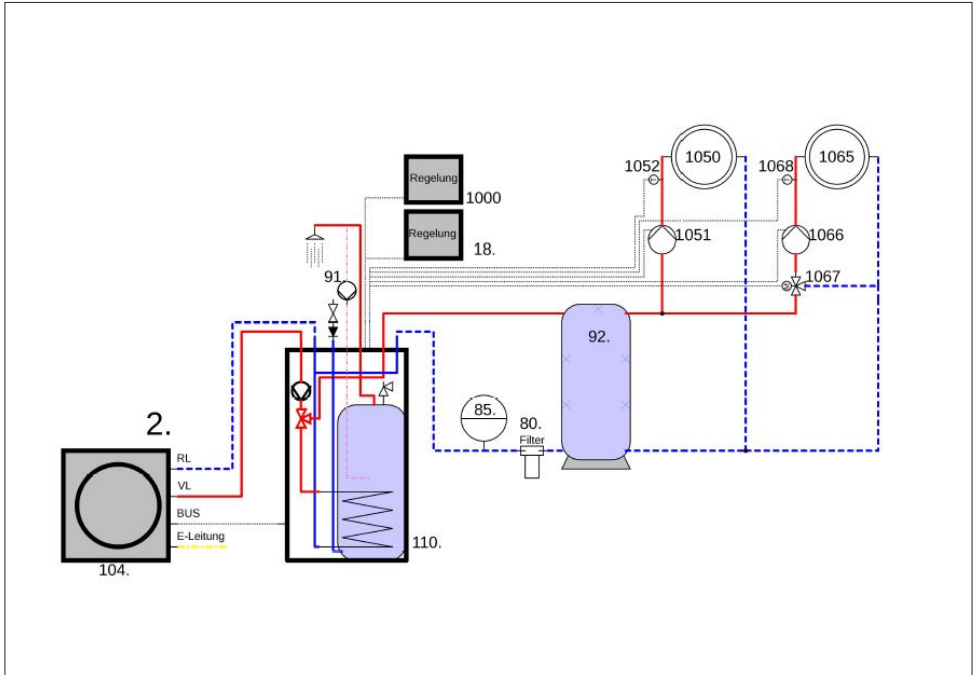 1050
1065
1052
1068
Regelung
1000
Regelung
18.
1051
1066
91.
1067
92.
2.
85.
80.
Filter
RL
VL
BUS
E-Leitung
110.
104.